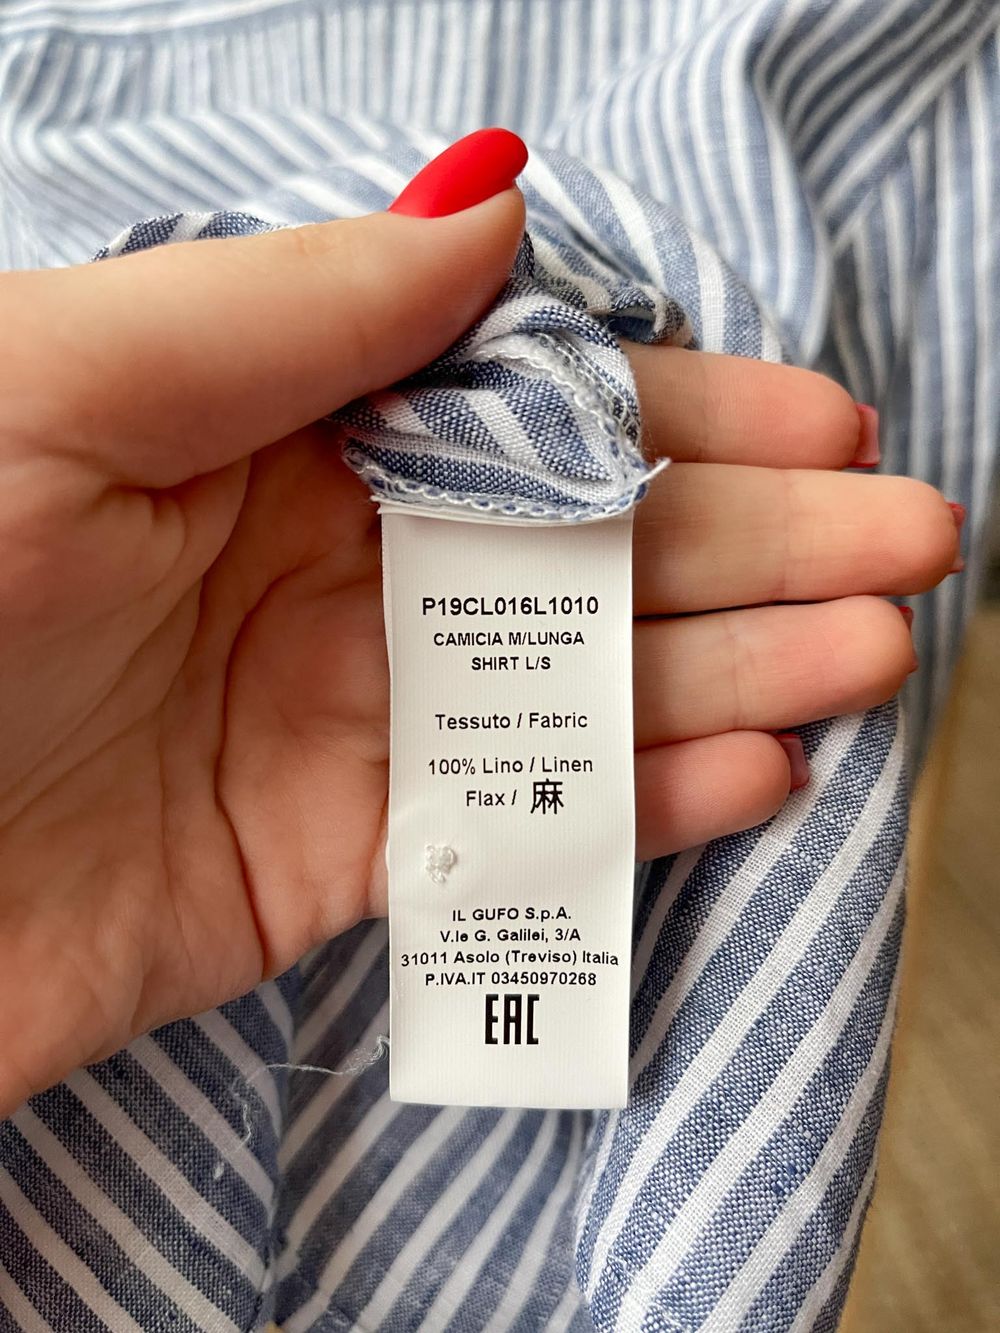 P19CL016L1010
CAMICIA M/LUNGA
SHIRT L/S
Tessuto / Fabric
100% Lino / Linen
Flax / 麻
IL GUFO S.p.A.
V.le G. Galilei, 3/A
31011 Asolo (Treviso) Italia
P.IVA.IT 03450970268
EAC